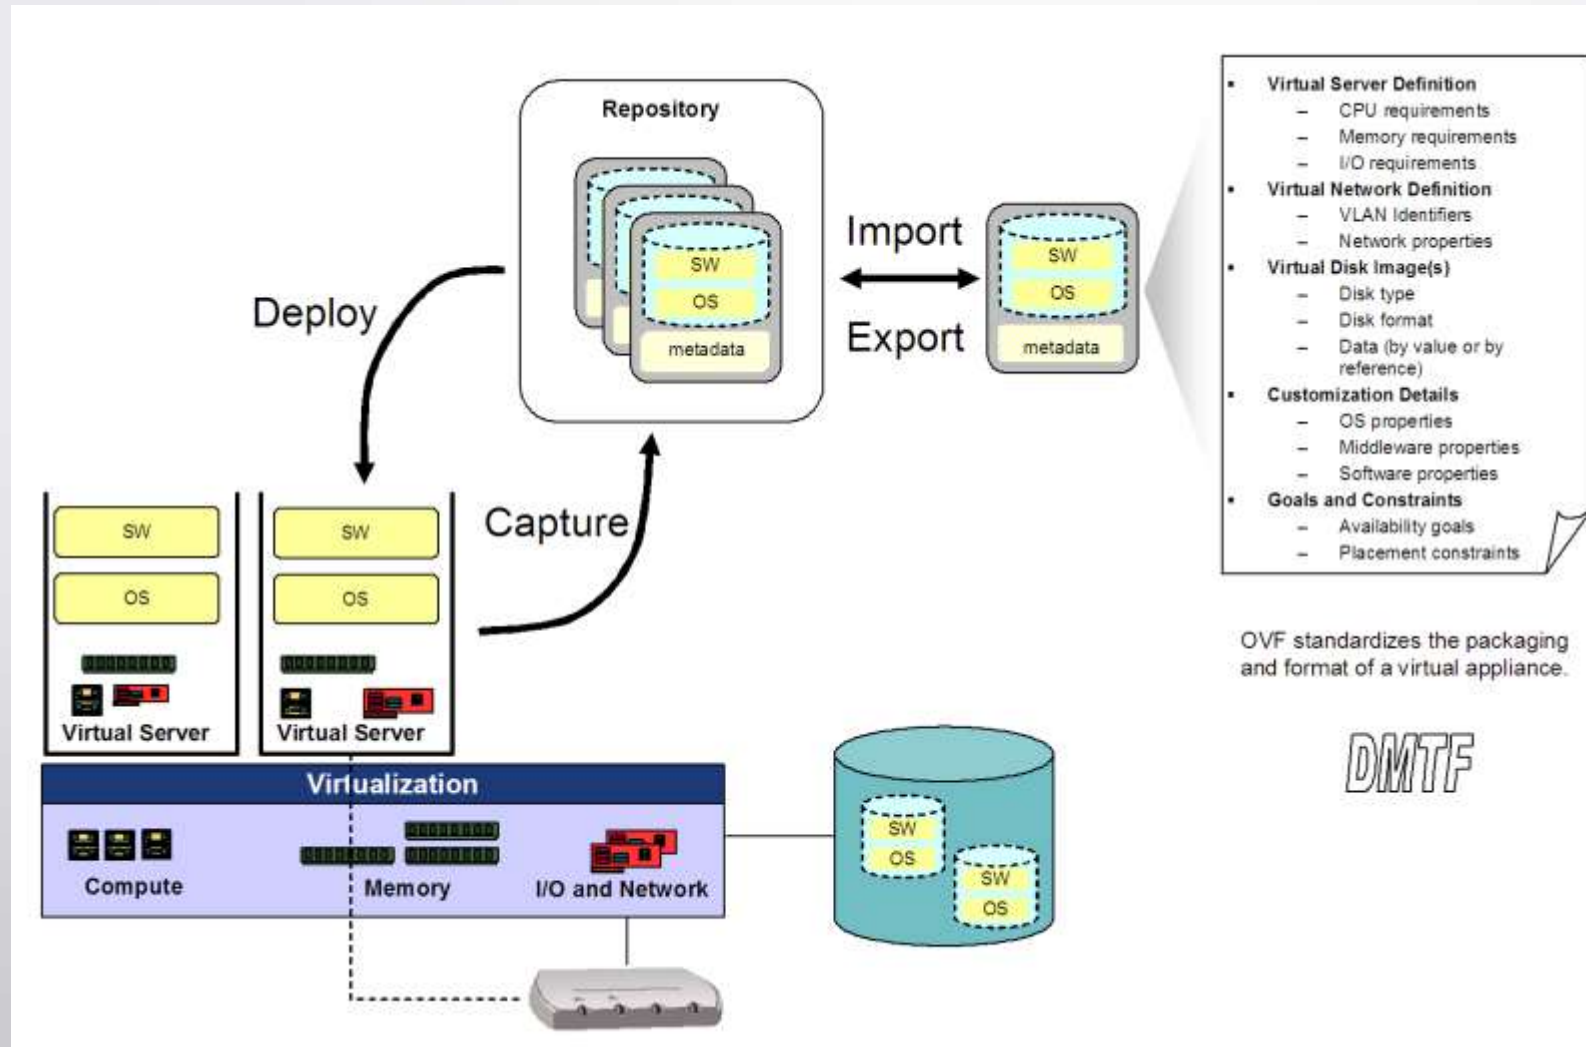 Repository
SW
OS
metadata
Import
Export
SW
OS
metadata
Deploy
Capture
▪ Virtual Server Definition
– CPU requirements
– Memory requirements
– I/O requirements
▪ Virtual Network Definition
– VLAN Identifiers
– Network properties
▪ Virtual Disk Image(s)
– Disk type
– Disk format
– Data (by value or by
reference)
▪ Customization Details
– OS properties
– Middleware properties
– Software properties
▪ Goals and Constraints
– Availability goals
– Placement constraints
OVF standardizes the packaging
and format of a virtual appliance.
DMTF
SW
OS
Virtual Server
SW
OS
Virtual Server
Virtualization
Compute
Memory
I/O and Network
SW
OS
SW
OS